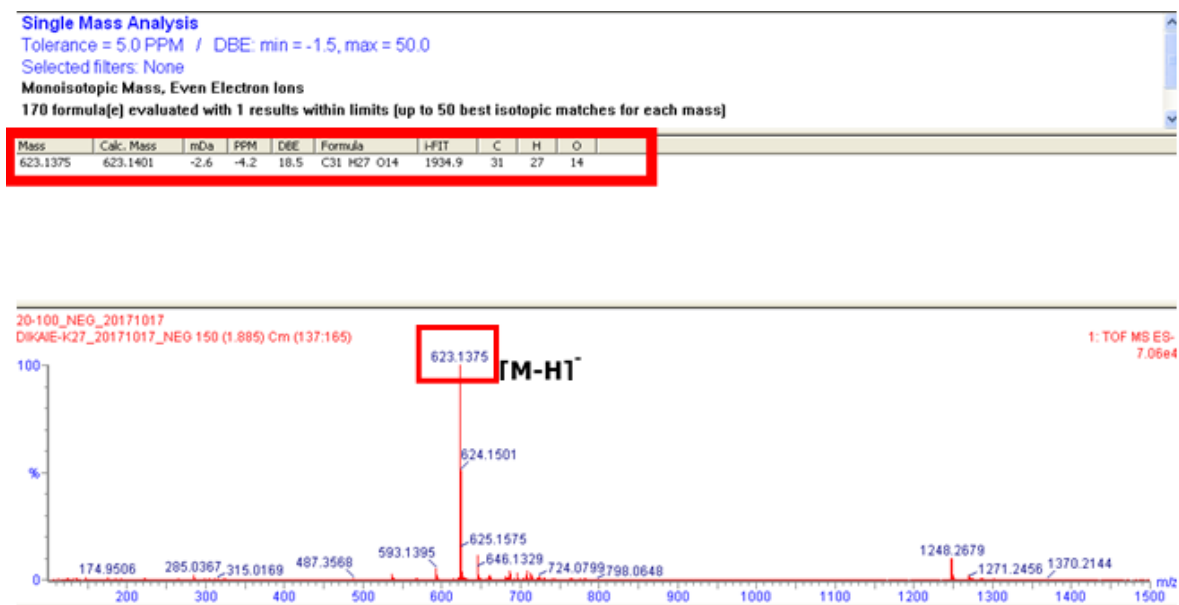 Single Mass Analysis
Tolerance = 5.0 PPM / DBE: min = -1.5, max = 50.0
Selected filters: None
Monoisotopic Mass, Even Electron Ions
170 formula(e) evaluated with 1 results within limits (up to 50 best isotopic matches for each mass)
Mass Calc. Mass mDa PPM DBE Formula i-FIT C H O
623.1375 623.1401 -2.6 -4.2 18.5 C31 H27 O14 1934.9 31 27 14
20-100_NEG_20171017
DIKAIE-K27_20171017_NEG 150 (1.885) Cm (137:165)
1: TOF MS ES-
7.06e4
100
623.1375
[M-H]-
624.1501
%
625.1575
593.1395
646.1329
1248.2679
174.9506
285.0367
315.0169
487.3568
724.0799
798.0648
1271.2456
1370.2144
0
m/z
200 300 400 500 600 700 800 900 1000 1100 1200 1300 1400 1500